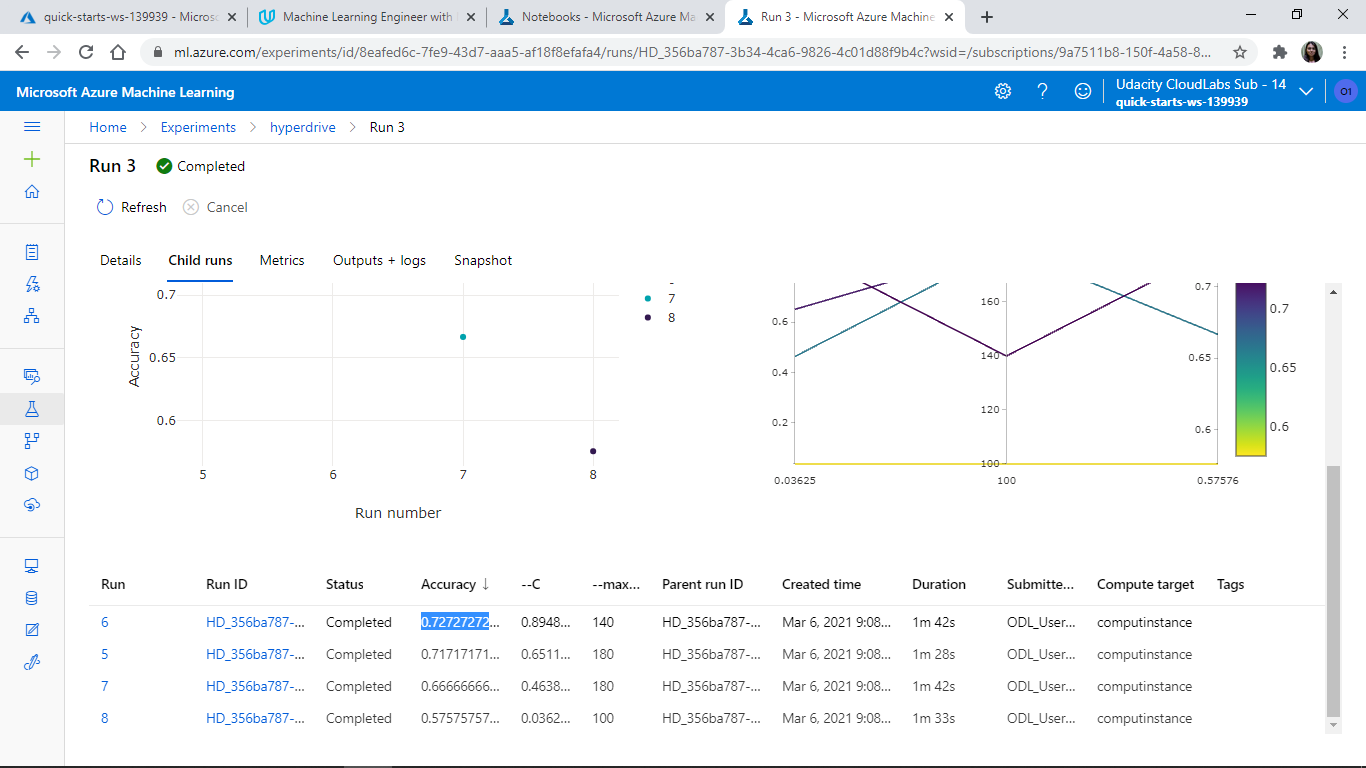 quick-starts-ws-139939 - Microso
Machine Learning Engineer with
Notebooks - Microsoft Azure Ma
Run 3 - Microsoft Azure Machine
ml.azure.com/experiments/id/8eafed6c-7fe9-43d7-aaa5-af18f8efafa4/runs/HD_356ba787-3b34-4ca6-9826-4c01d88f9b4c?wsid=/subscriptions/9a7511b8-150f-4a58-8...
Microsoft Azure Machine Learning
Udacity CloudLabs Sub - 14
quick-starts-ws-139939
O1
Home > Experiments > hyperdrive > Run 3
Run 3 Completed
Refresh Cancel
Details Child runs Metrics Outputs + logs Snapshot
Accuracy
0.7
0.65
0.6
5 6 7 8
Run number
7
8
0.6
0.4
0.2
0.03625
160
140
120
100
100
0.7
0.65
0.6
0.57576
0.7
0.65
0.6
Run Run ID Status Accuracy ↓ --C --max... Parent run ID Created time Duration Submitte... Compute target Tags
6 HD_356ba787-... Completed 0.72727272... 0.8948... 140 HD_356ba787-... Mar 6, 2021 9:08... 1m 42s ODL_User... computinstance
5 HD_356ba787-... Completed 0.71717171... 0.6511... 180 HD_356ba787-... Mar 6, 2021 9:08... 1m 28s ODL_User... computinstance
7 HD_356ba787-... Completed 0.66666666... 0.4638... 180 HD_356ba787-... Mar 6, 2021 9:08... 1m 42s ODL_User... computinstance
8 HD_356ba787-... Completed 0.57575757... 0.0362... 100 HD_356ba787-... Mar 6, 2021 9:08... 1m 33s ODL_User... computinstance